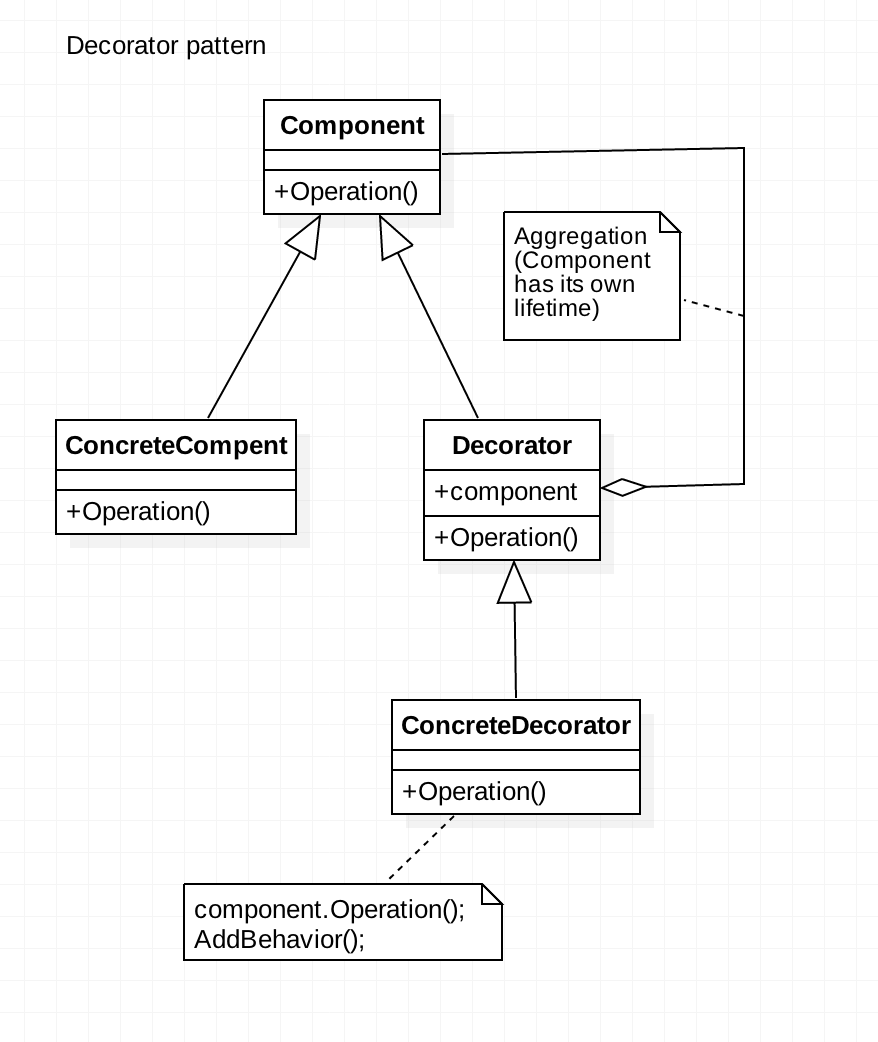 Decorator pattern
Component
+Operation()
Aggregation
(Component
has its own
lifetime)
ConcreteCompent
+Operation()
Decorator
+component
+Operation()
ConcreteDecorator
+Operation()
component.Operation();
AddBehavior();